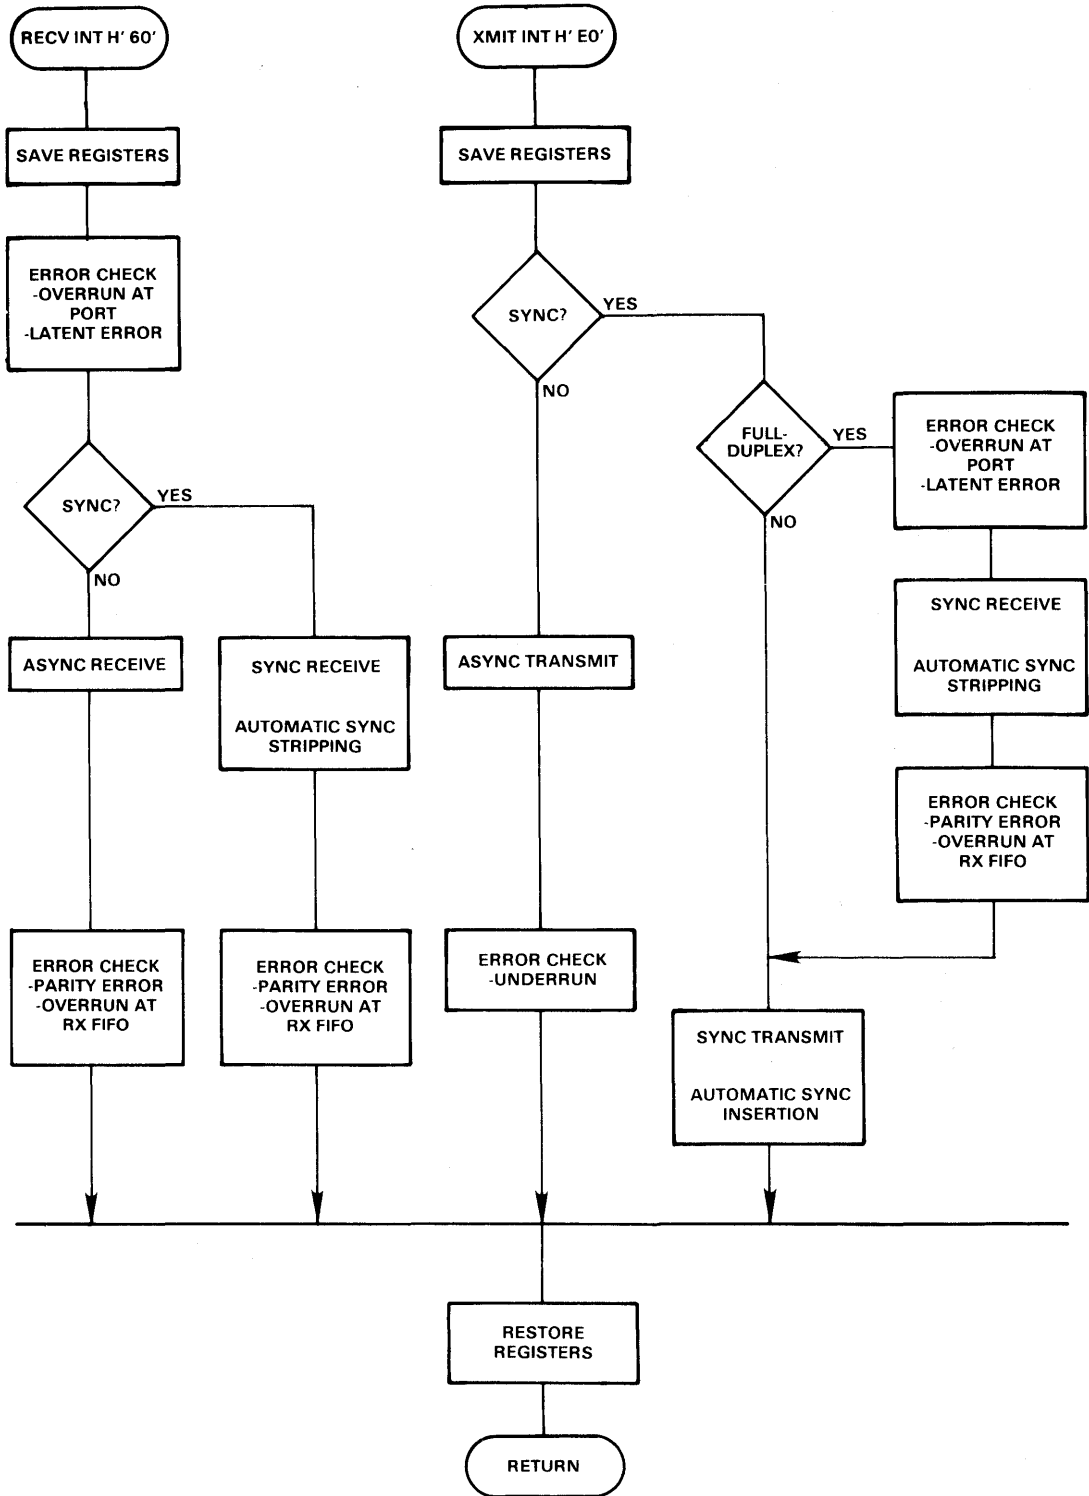 RECV INT H' 60'
SAVE REGISTERS
ERROR CHECK
-OVERRUN AT
PORT
-LATENT ERROR
SYNC?
YES
NO
ASYNC RECEIVE
SYNC RECEIVE
AUTOMATIC SYNC
STRIPPING
ERROR CHECK
-PARITY ERROR
-OVERRUN AT
RX FIFO
ERROR CHECK
-PARITY ERROR
-OVERRUN AT
RX FIFO
XMIT INT H' E0'
SAVE REGISTERS
SYNC?
YES
NO
ASYNC TRANSMIT
ERROR CHECK
-UNDERRUN
FULL-
DUPLEX?
YES
NO
ERROR CHECK
-OVERRUN AT
PORT
-LATENT ERROR
SYNC RECEIVE
AUTOMATIC SYNC
STRIPPING
ERROR CHECK
-PARITY ERROR
-OVERRUN AT
RX FIFO
SYNC TRANSMIT
AUTOMATIC SYNC
INSERTION
RESTORE
REGISTERS
RETURN